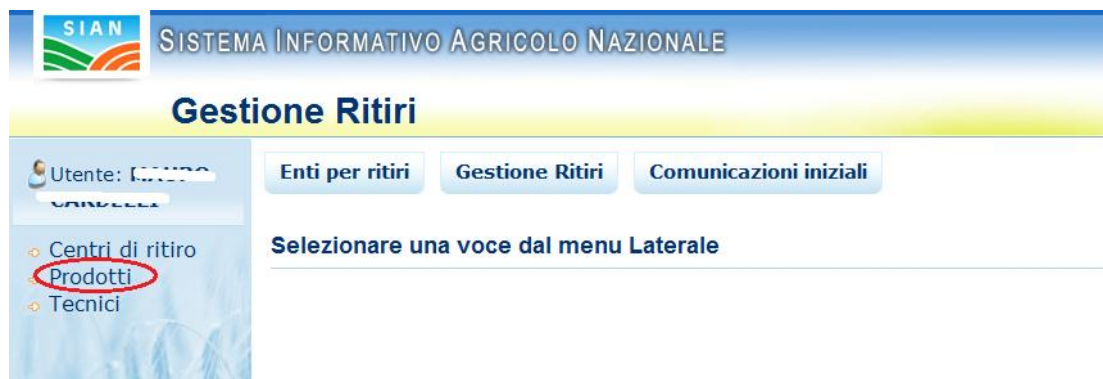 SIAN
SISTEMA INFORMATIVO AGRICOLO NAZIONALE
Gestione Ritiri
Utente:
Enti per ritiri
Gestione Ritiri
Comunicazioni iniziali
Centri di ritiro
Prodotti
Tecnici
Selezionare una voce dal menu Laterale